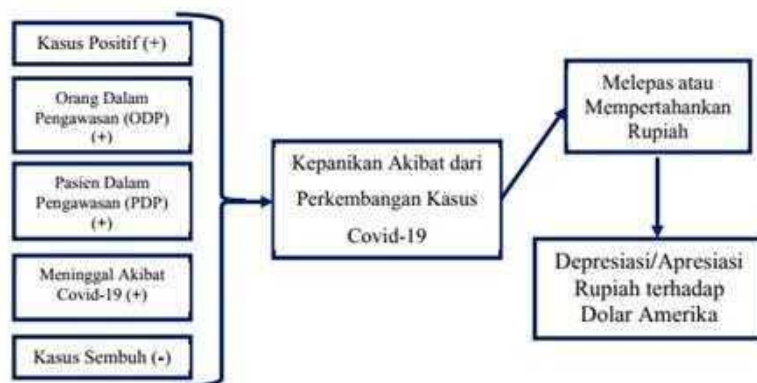 Kasus Positif (+)
Orang Dalam
Pengawasan (ODP)
(+)
Pasien Dalam
Pengawasan (PDP)
(+)
Meninggal Akibat
Covid-19 (+)
Kasus Sembuh (-)
Kepanikan Akibat dari
Perkembangan Kasus
Covid-19
Melepas atau
Mempertahankan
Rupiah
Depresiasi/Apresiasi
Rupiah terhadap
Dolar Amerika